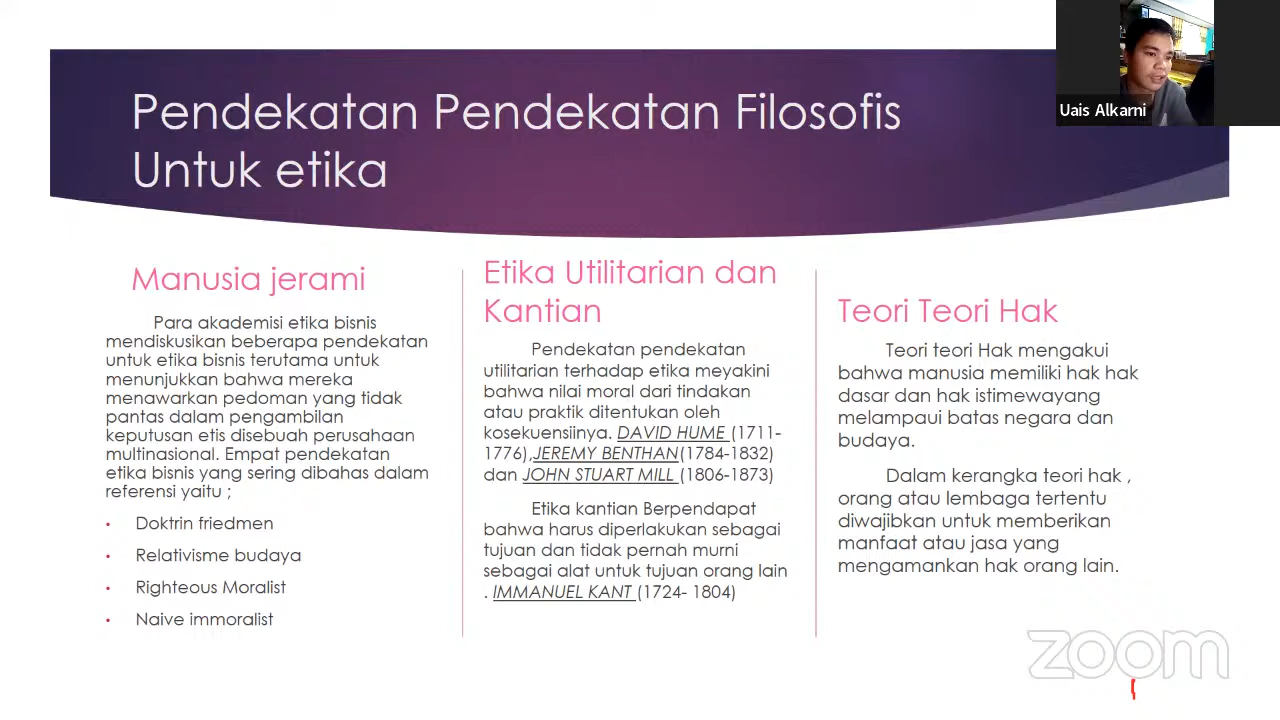 Pendekatan Pendekatan Filosofis
Untuk etika
Uais Alkarni
Manusia jerami
Para akademisi etika bisnis
mendiskusikan beberapa pendekatan
untuk etika bisnis terutama untuk
menunjukkan bahwa mereka
menawarkan pedoman yang tidak
pantas dalam pengambilan
keputusan etis disebuah perusahaan
multinasional. Empat pendekatan
etika bisnis yang sering dibahas dalam
referensi yaitu ;
• Doktrin friedmen
• Relativisme budaya
• Righteous Moralist
• Naive immoralist
Etika Utilitarian dan
Kantian
Pendekatan pendekatan
utilitarian terhadap etika meyakini
bahwa nilai moral dari tindakan
atau praktik ditentukan oleh
kosekuensiinya. DAVID HUME (1711-
1776),JEREMY BENTHAN(1784-1832)
dan JOHN STUART MILL (1806-1873)
Etika kantian Berpendapat
bahwa harus diperlakukan sebagai
tujuan dan tidak pernah murni
sebagai alat untuk tujuan orang lain
. IMMANUEL KANT (1724- 1804)
Teori Teori Hak
Teori teori Hak mengakui
bahwa manusia memiliki hak hak
dasar dan hak istimewayang
melampaui batas negara dan
budaya.
Dalam kerangka teori hak ,
orang atau lembaga tertentu
diwajibkan untuk memberikan
manfaat atau jasa yang
mengamankan hak orang lain.
zoom